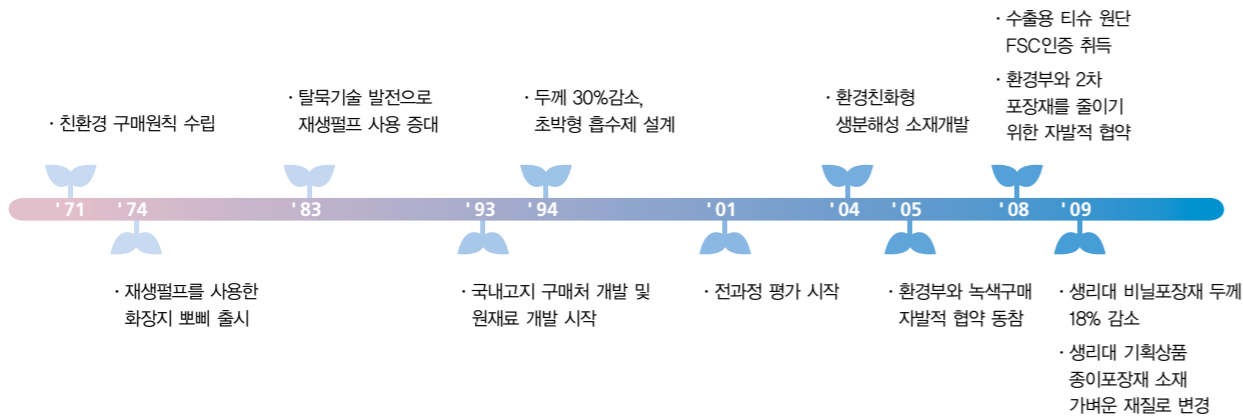 · 수출용 티슈 원단
FSC인증 취득
· 환경부와 2차
포장재를 줄이기
위한 자발적 협약
· 친환경 구매원칙 수립
· 탈묵기술 발전으로
재생펄프 사용 증대
· 두께 30%감소,
초박형 흡수제 설계
· 환경친화형
생분해성 소재개발
'71 '74 '83 '93 '94 '01 '04 '05 '08 '09
· 재생펄프를 사용한
화장지 뽀삐 출시
· 국내고지 구매처 개발 및
원재료 개발 시작
· 전과정 평가 시작
· 환경부와 녹색구매
자발적 협약 동참
· 생리대 비닐포장재 두께
18% 감소
· 생리대 기획상품
종이포장재 소재
가벼운 재질로 변경